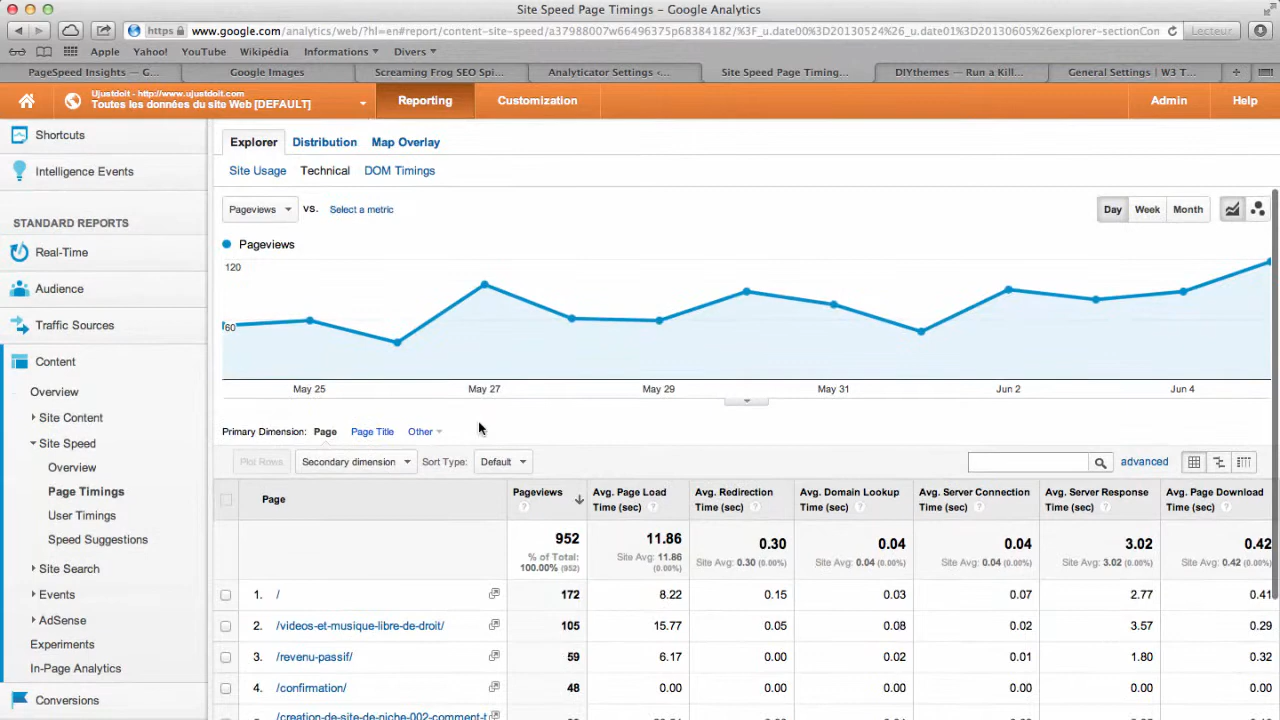 Site Speed Page Timings – Google Analytics
https www.google.com/analytics/web/?hl=en#report/content-site-speed/a37988007w66496375p68384182/%3F_u.date00%3D20130524%26_u.date01%3D20130605%26explorer-sectionCon
Lecteur
Apple Yahoo! YouTube Wikipédia Informations Divers
PageSpeed Insights — G... Google Images Screaming Frog SEO Spi... Analyticator Settings ‹... Site Speed Page Timing... DIYthemes — Run a Kill... General Settings | W3 T...
Ujustdoit - http://www.ujustdoit.com
Toutes les données du site Web [DEFAULT]
Reporting Customization Admin Help
Shortcuts
Intelligence Events
STANDARD REPORTS
Real-Time
Audience
Traffic Sources
Content
Overview
Site Content
Site Speed
Overview
Page Timings
User Timings
Speed Suggestions
Site Search
Events
AdSense
Experiments
In-Page Analytics
Conversions
Explorer Distribution Map Overlay
Site Usage Technical DOM Timings
Pageviews VS. Select a metric Day Week Month
Pageviews
120
60
May 25 May 27 May 29 May 31 Jun 2 Jun 4
Primary Dimension: Page Page Title Other
Plot Rows Secondary dimension Sort Type: Default advanced
Page Pageviews ? Avg. Page Load Time (sec) ? Avg. Redirection Time (sec) ? Avg. Domain Lookup Time (sec) ? Avg. Server Connection Time (sec) ? Avg. Server Response Time (sec) ? Avg. Page Download Time (sec) ?
952 11.86 0.30 0.04 0.04 3.02 0.42
% of Total: 100.00% (952) Site Avg: 11.86 (0.00%) Site Avg: 0.30 (0.00%) Site Avg: 0.04 (0.00%) Site Avg: 0.04 (0.00%) Site Avg: 3.02 (0.00%) Site Avg: 0.42 (0.00%)
1. / 172 8.22 0.15 0.03 0.07 2.77 0.41
2. /videos-et-musique-libre-de-droit/ 105 15.77 0.05 0.08 0.02 3.57 0.29
3. /revenu-passif/ 59 6.17 0.00 0.02 0.01 1.80 0.32
4. /confirmation/ 48 0.00 0.00 0.00 0.00 0.00 0.00
/creation-de-site-de-niche-002-comment-t